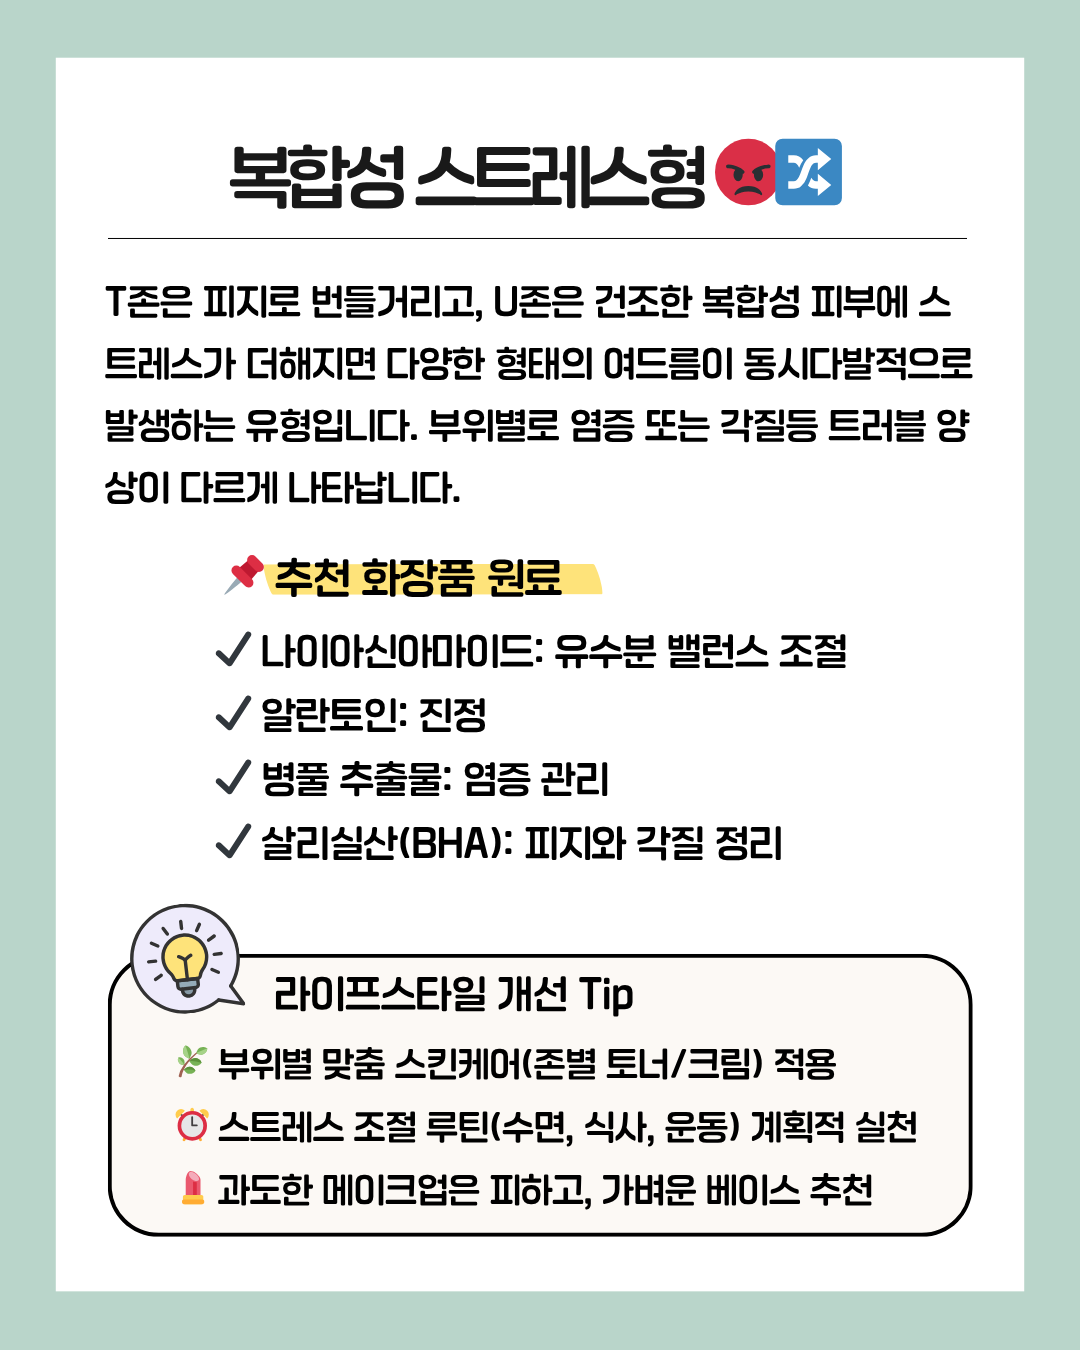 복합성 스트레스형😡🔀
T존은 피지로 번들거리고, U존은 건조한 복합성 피부에 스
트레스가 더해지면 다양한 형태의 여드름이 동시다발적으로
발생하는 유형입니다. 부위별로 염증 또는 각질등 트러블 양
상이 다르게 나타납니다.
📌추천 화장품 원료
✔나이아신아마이드: 유수분 밸런스 조절
✔알란토인: 진정
✔병풀 추출물: 염증 관리
✔살리실산(BHA): 피지와 각질 정리
라이프스타일 개선 Tip
🌿부위별 맞춤 스킨케어(존별 토너/크림) 적용
⏰스트레스 조절 루틴(수면, 식사, 운동) 계획적 실천
💄과도한 메이크업은 피하고, 가벼운 베이스 추천